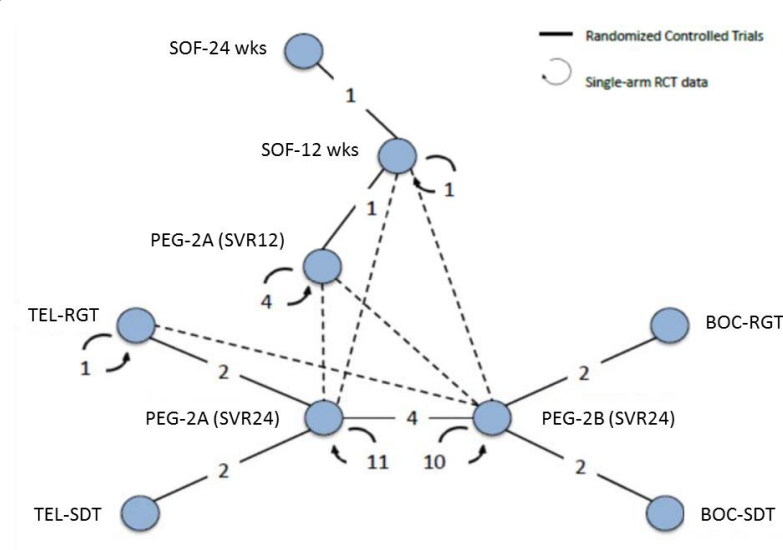 SOF-24 wks
Randomized Controlled Trials
Single-arm RCT data
1
SOF-12 wks
1
1
PEG-2A (SVR12)
4
TEL-RGT
BOC-RGT
1
2
2
PEG-2A (SVR24)
4
PEG-2B (SVR24)
11
10
2
2
TEL-SDT
BOC-SDT